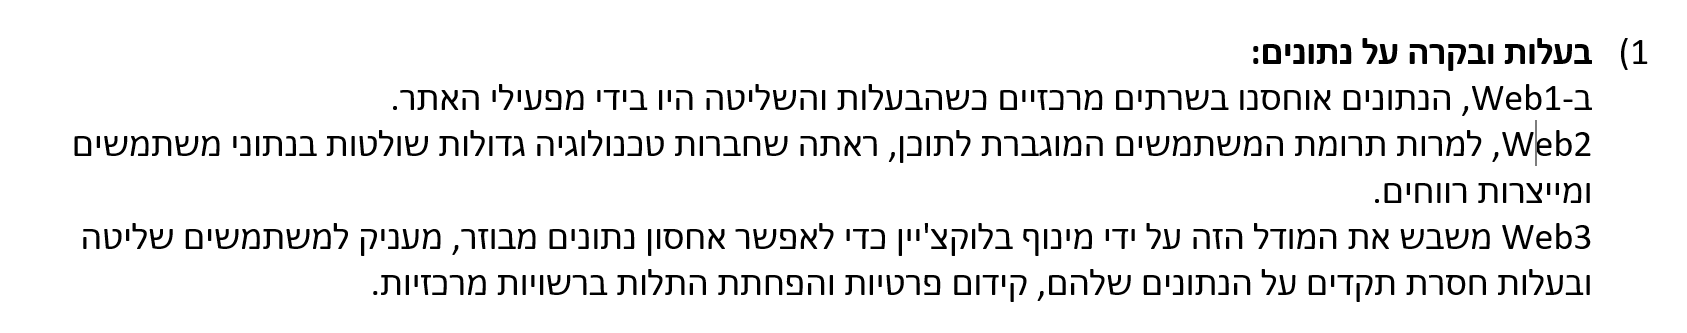 1) בעלות ובקרה על נתונים:
ב-Web1, הנתונים אוחסנו בשרתים מרכזיים כשהבעלות והשליטה היו בידי מפעילי האתר.
Web2, למרות תרומת המשתמשים המוגברת לתוכן, ראתה שחברות טכנולוגיה גדולות שולטות בנתוני משתמשים
ומייצרות רווחים.
Web3 משבש את המודל הזה על ידי מינוף בלוקצ'יין כדי לאפשר אחסון נתונים מבוזר, מעניק למשתמשים שליטה
ובעלות חסרת תקדים על הנתונים שלהם, קידום פרטיות והפחתת התלות ברשויות מרכזיות.